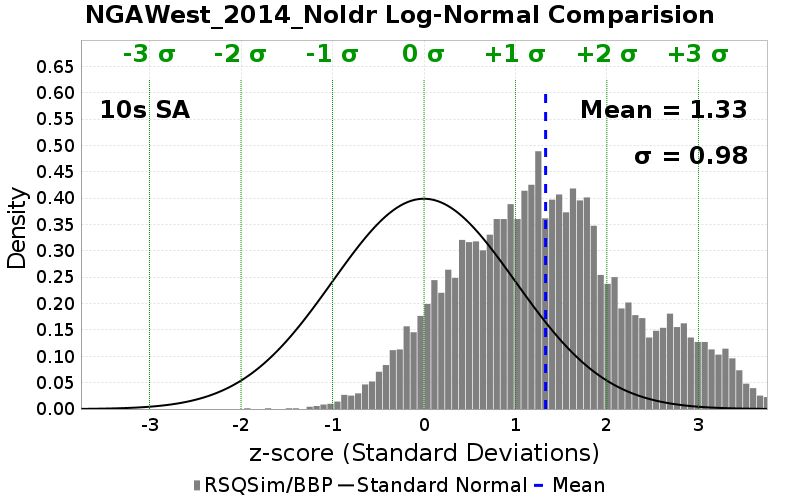 NGAWest_2014_NoIdr Log-Normal Comparision
-3 σ -2 σ -1 σ 0 σ +1 σ +2 σ +3 σ
10s SA
Mean = 1.33
σ = 0.98
0.65
0.60
0.55
0.50
0.45
0.40
0.35
0.30
0.25
0.20
0.15
0.10
0.05
0.00
Density
-3 -2 -1 0 1 2 3
z-score (Standard Deviations)
RSQSim/BBP Standard Normal Mean